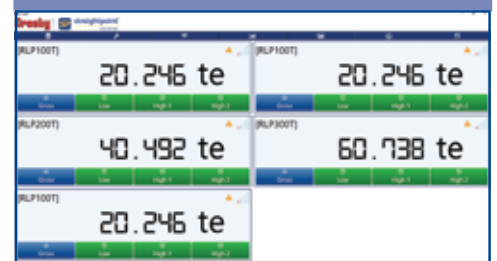 Crosby straightpoint
[RLP100T] [RLP100T]
20.246 te 20.246 te
Gross Low High 1 High 2 Gross Low High 1 High 2
[RLP200T] [RLP300T]
40.492 te 60.738 te
Gross Low High 1 High 2 Gross Low High 1 High 2
[RLP100T]
20.246 te
Gross Low High 1 High 2